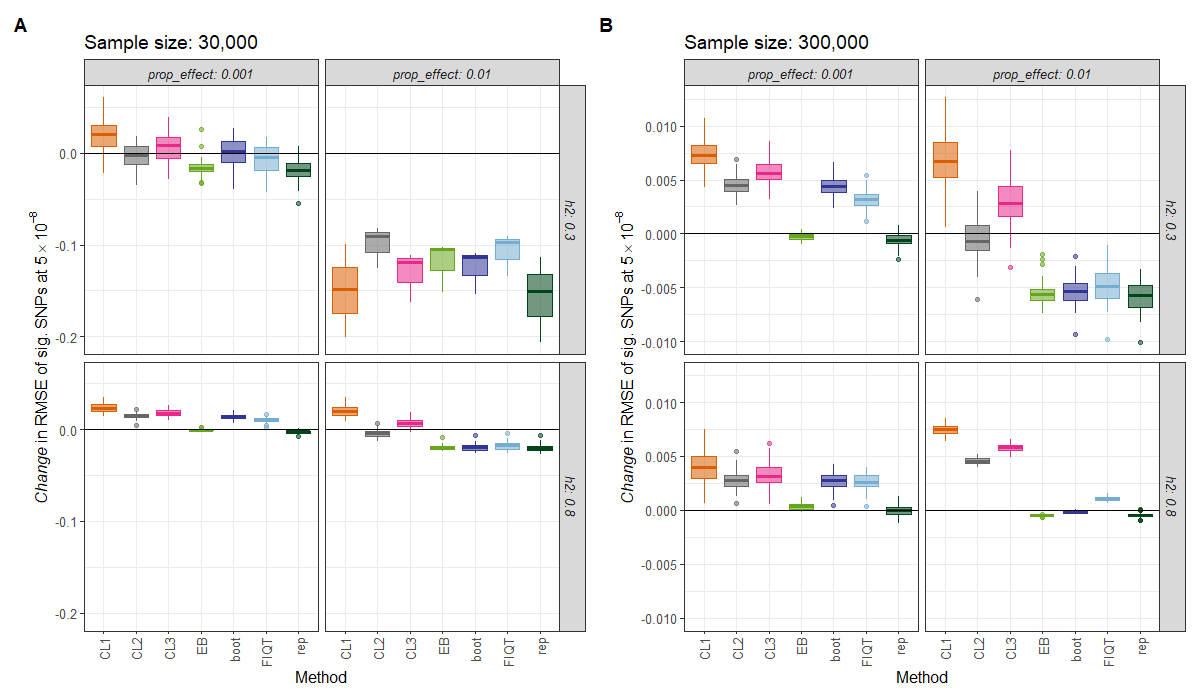 A
Sample size: 30,000
prop_effect: 0.001
prop_effect: 0.01
0.0
-0.1
-0.2
h2: 0.3
0.0
-0.1
-0.2
h2: 0.8
Change in RMSE of sig. SNPs at 5 × 10⁻⁸
CL1
CL2
CL3
EB
boot
FIQT
rep
CL1
CL2
CL3
EB
boot
FIQT
rep
Method
B
Sample size: 300,000
prop_effect: 0.001
prop_effect: 0.01
0.010
0.005
0.000
-0.005
-0.010
h2: 0.3
0.010
0.005
0.000
-0.005
-0.010
h2: 0.8
Change in RMSE of sig. SNPs at 5 × 10⁻⁸
CL1
CL2
CL3
EB
boot
FIQT
rep
CL1
CL2
CL3
EB
boot
FIQT
rep
Method